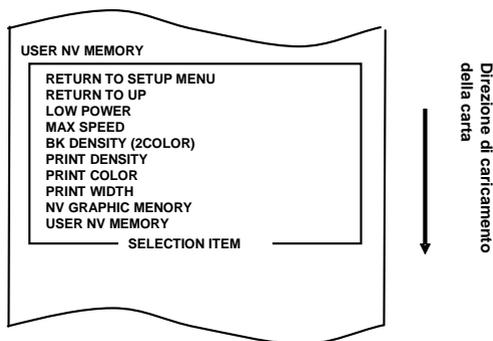 USER NV MEMORY
RETURN TO SETUP MENU
RETURN TO UP
LOW POWER
MAX SPEED
BK DENSITY (2COLOR)
PRINT DENSITY
PRINT COLOR
PRINT WIDTH
NV GRAPHIC MENORY
USER NV MEMORY
SELECTION ITEM
Direzione di caricamento
della carta